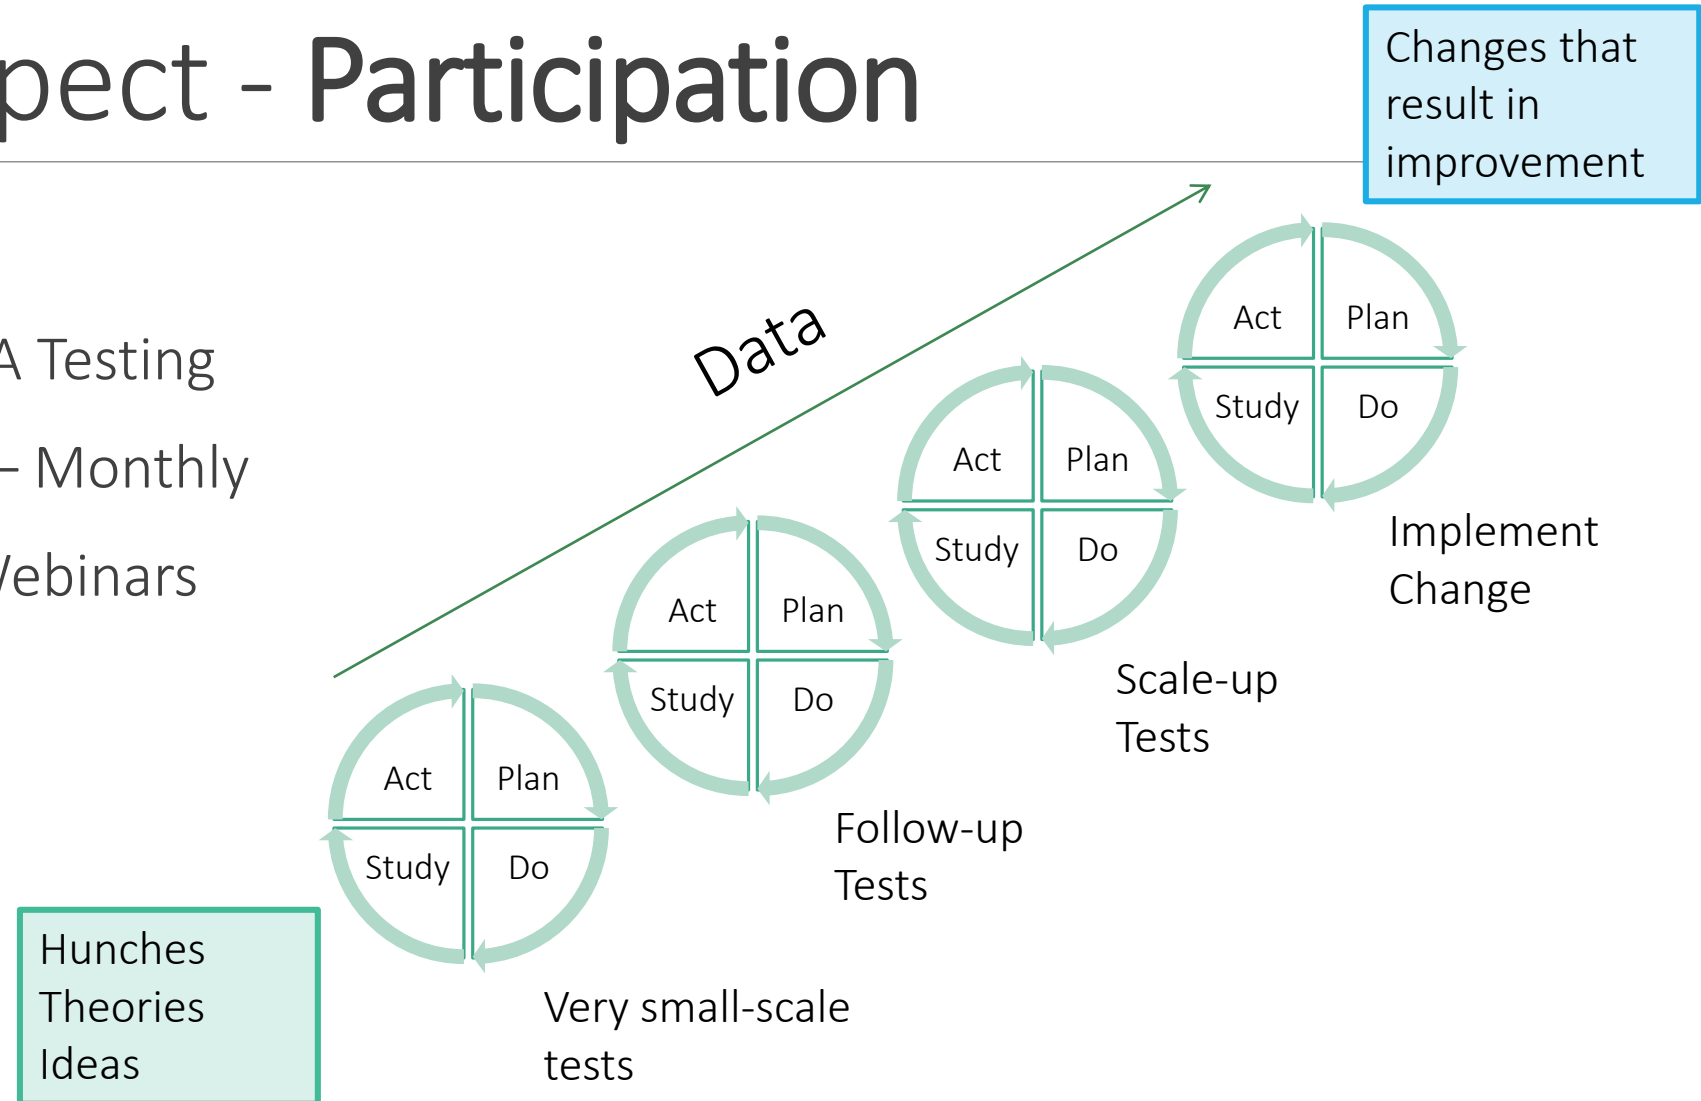 pect - Participation
Changes that
result in
improvement
A Testing
– Monthly
Webinars
Data
Act Plan
Study Do
Implement
Change
Act Plan
Study Do
Scale-up
Tests
Act Plan
Study Do
Follow-up
Tests
Act Plan
Study Do
Very small-scale
tests
Hunches
Theories
Ideas